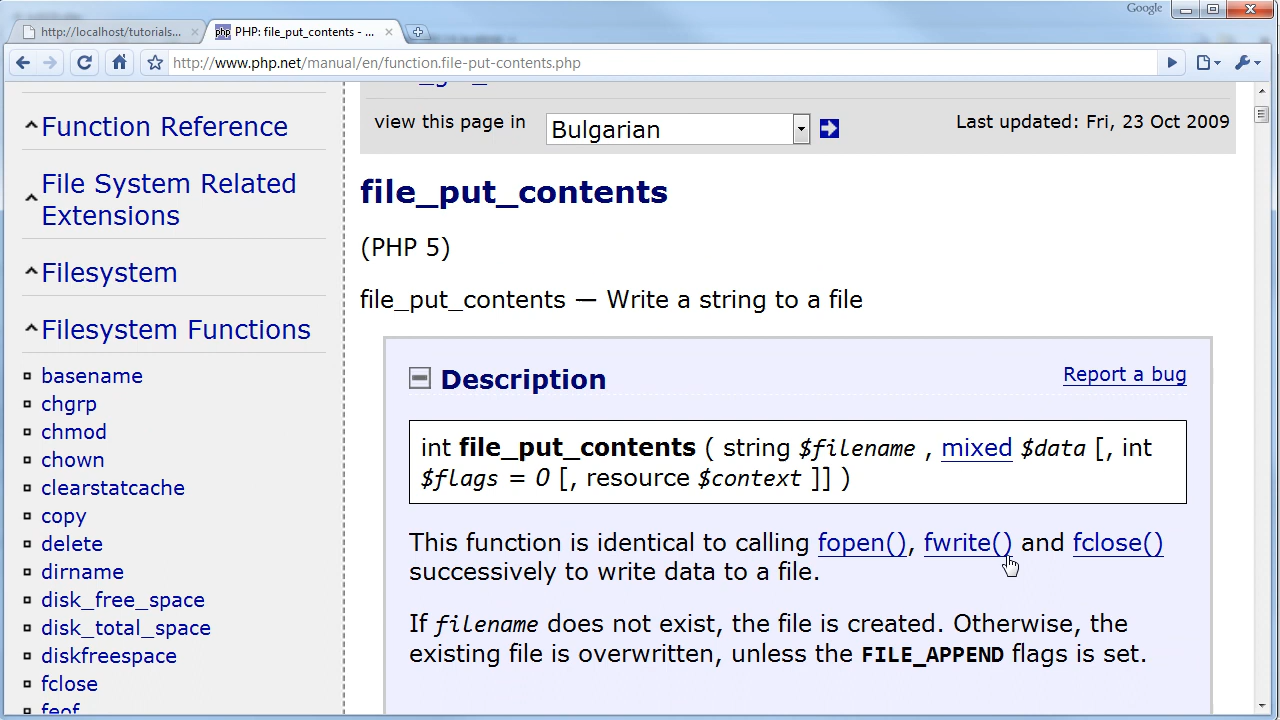 Google
http://localhost/tutorials...
php PHP: file_put_contents - ...
http://www.php.net/manual/en/function.file-put-contents.php
Function Reference
File System Related
Extensions
Filesystem
Filesystem Functions
basename
chgrp
chmod
chown
clearstatcache
copy
delete
dirname
disk_free_space
disk_total_space
diskfreespace
fclose
feof
view this page in Bulgarian Last updated: Fri, 23 Oct 2009
file_put_contents
(PHP 5)
file_put_contents — Write a string to a file
Description Report a bug
int file_put_contents ( string $filename , mixed $data [, int
$flags = 0 [, resource $context ]] )
This function is identical to calling fopen(), fwrite() and fclose()
successively to write data to a file.
If filename does not exist, the file is created. Otherwise, the
existing file is overwritten, unless the FILE_APPEND flags is set.